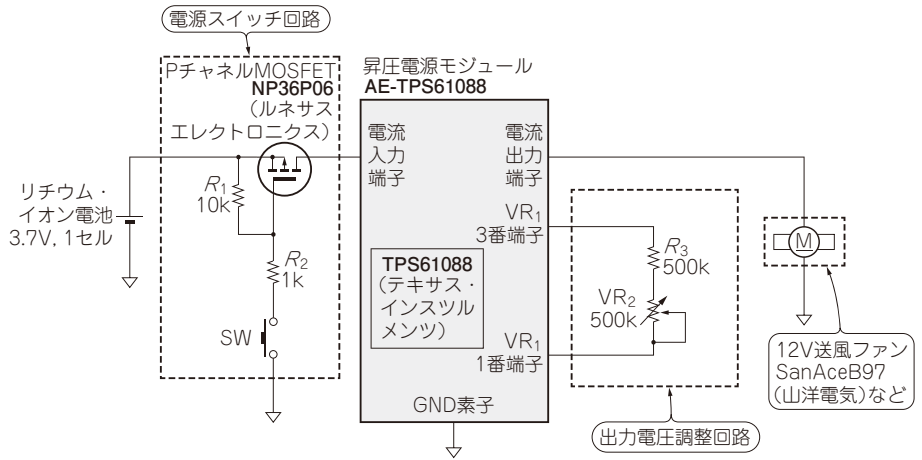 電源スイッチ回路
PチャネルMOSFET
NP36P06
(ルネサス
エレクトロニクス)
昇圧電源モジュール
AE-TPS61088
電流
入力
端子
電流
出力
端子
リチウム・
イオン電池
3.7V, 1セル
R1
10k
R2
1k
SW
VR1
3番端子
TPS61088
(テキサス・
インスツル
メンツ)
VR1
1番端子
GND素子
R3
500k
VR2
500k
M
12V送風ファン
SanAceB97
(山洋電気)など
出力電圧調整回路